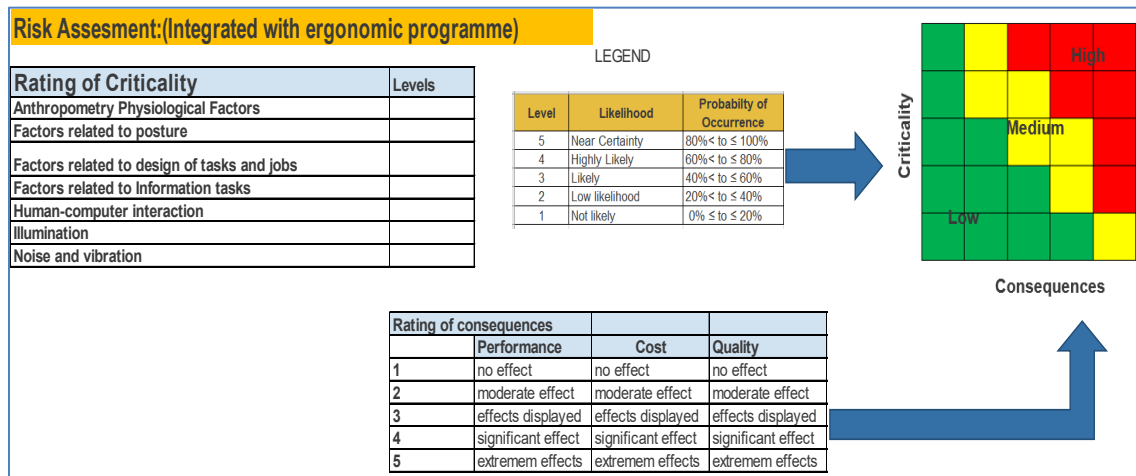 Risk Assesment:(Integrated with ergonomic programme)
LEGEND
Rating of Criticality Levels
Anthropometry Physiological Factors
Factors related to posture
Factors related to design of tasks and jobs
Factors related to Information tasks
Human-computer interaction
Illumination
Noise and vibration
Level Likelihood Probabilty of Occurrence
5 Near Certainty 80%< to ≤ 100%
4 Highly Likely 60%< to ≤ 80%
3 Likely 40%< to ≤ 60%
2 Low likelihood 20%< to ≤ 40%
1 Not likely 0% ≤ to ≤ 20%
Criticality
High
Medium
Low
Consequences
Rating of consequences
Performance Cost Quality
1 no effect no effect no effect
2 moderate effect moderate effect moderate effect
3 effects displayed effects displayed effects displayed
4 significant effect significant effect significant effect
5 extremem effects extremem effects extremem effects